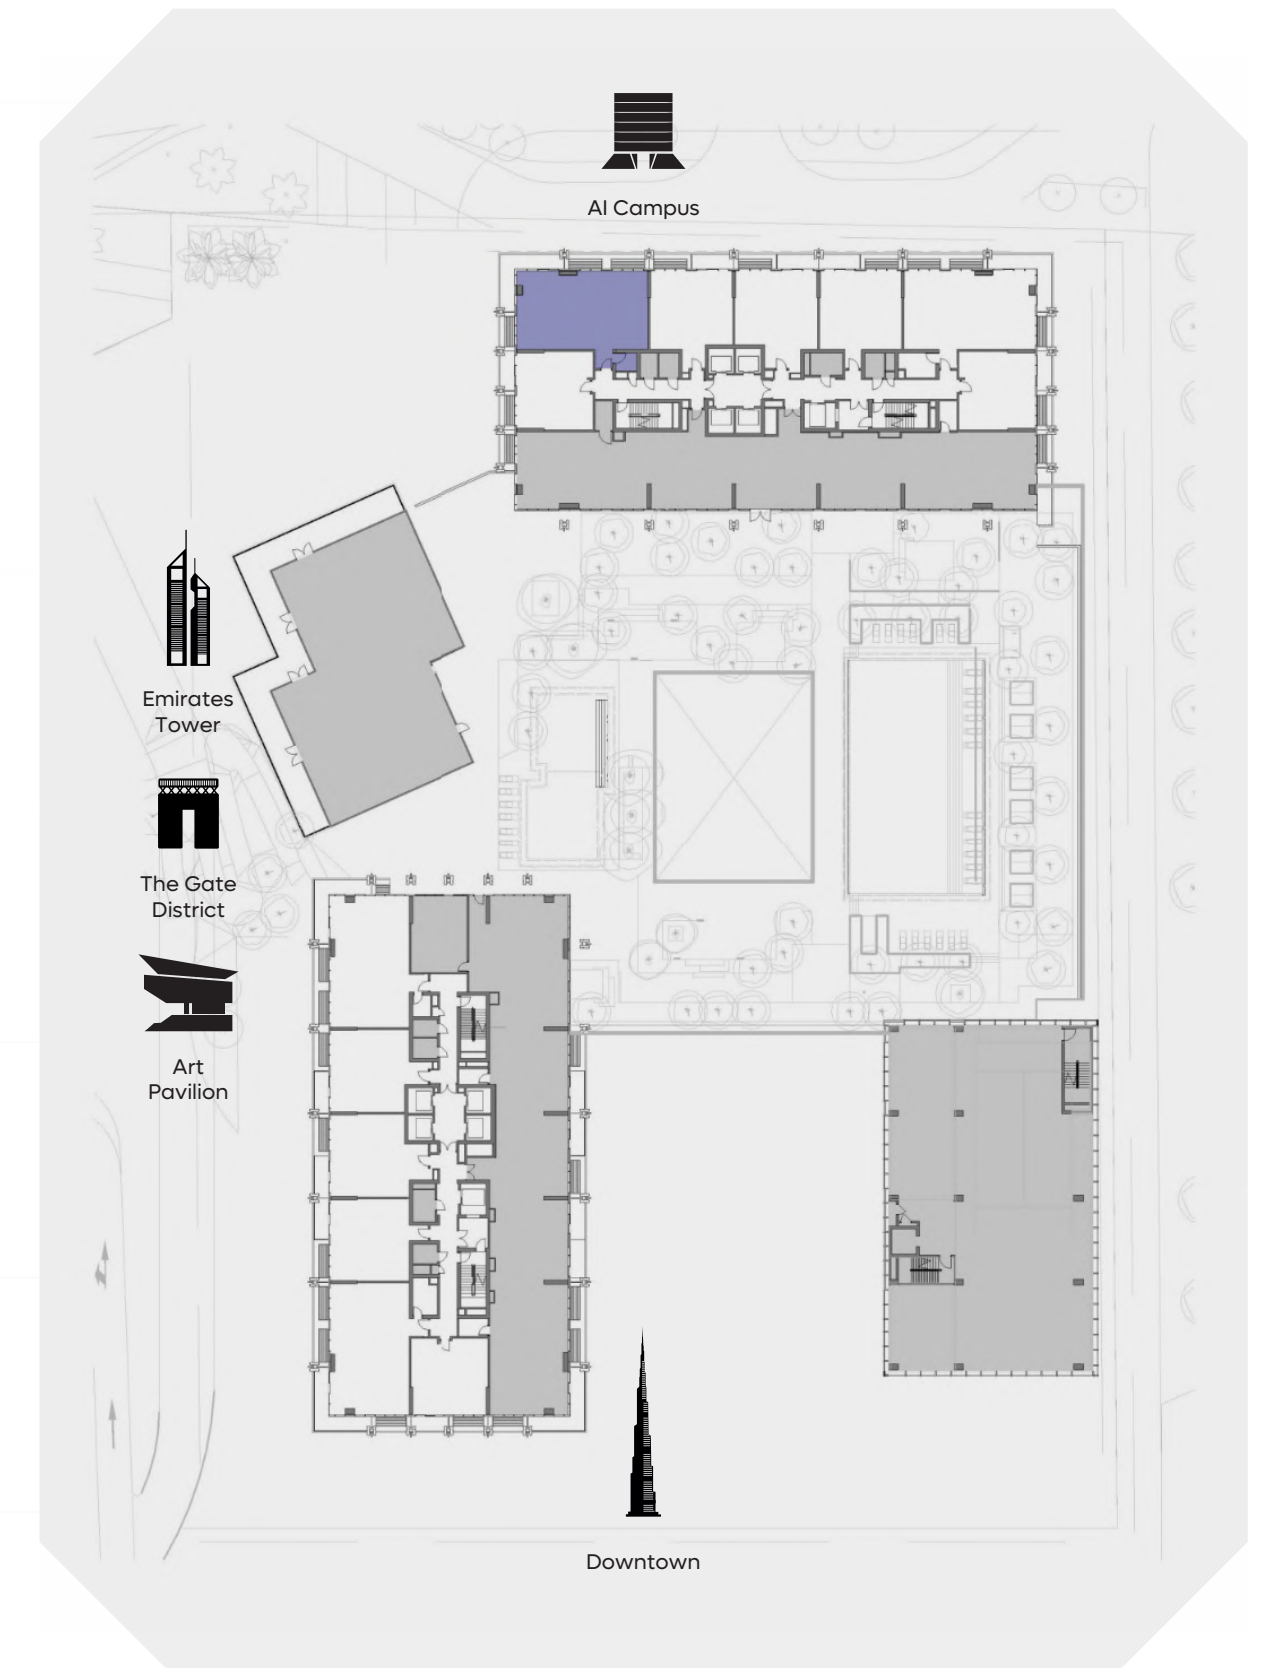 AI Campus
Emirates
Tower
The Gate
District
Art
Pavilion
Downtown